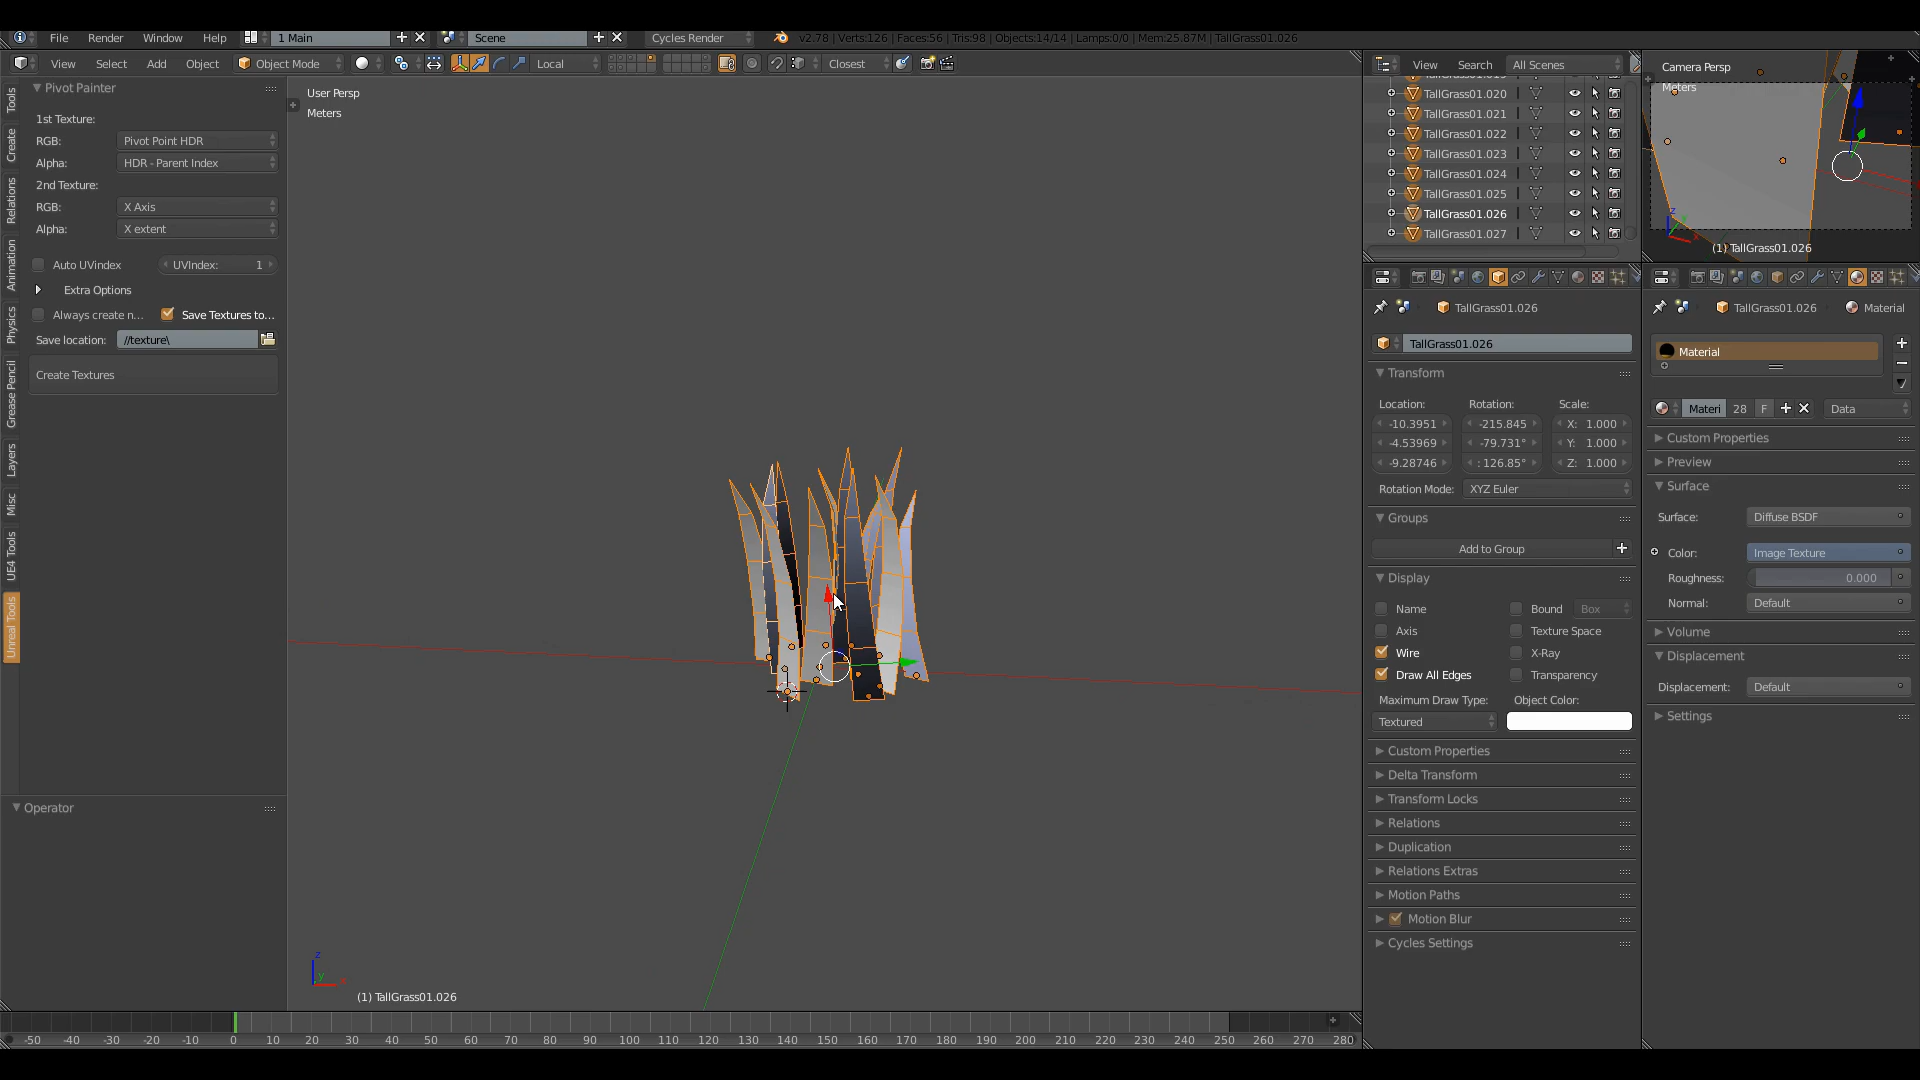 File Render Window Help 1 Main Scene Cycles Render v2.78 | Verts:126 | Faces:56 | Tris:98 | Objects:14/14 | Lamps:0/0 | Mem:25.87M | TallGrass01.026
View Select Add Object Object Mode Local Closest
Tools
Create
Relations
Animation
Physics
Grease Pencil
Layers
Misc
UE4 Tools
Unreal Tools
Pivot Painter
1st Texture:
RGB: Pivot Point HDR
Alpha: HDR - Parent Index
2nd Texture:
RGB: X Axis
Alpha: X extent
Auto UVindex UVIndex: 1
Extra Options
Always create n... Save Textures to...
Save location: //texture\
Create Textures
Operator
User Persp
Meters
z
y
(1) TallGrass01.026
-50 -40 -30 -20 -10 0 10 20 30 40 50 60 70 80 90 100 110 120 130 140 150 160 170 180 190 200 210 220 230 240 250 260 270 280
View Search All Scenes
TallGrass01.020
TallGrass01.021
TallGrass01.022
TallGrass01.023
TallGrass01.024
TallGrass01.025
TallGrass01.026
TallGrass01.027
Camera Persp
Meters
z
(1) TallGrass01.026
TallGrass01.026
TallGrass01.026
Transform
Location: Rotation: Scale:
-10.3951 -215.845 X: 1.000
-4.53969 -79.731° Y: 1.000
-9.28746 : 126.85° Z: 1.000
Rotation Mode: XYZ Euler
Groups
Add to Group
Display
Name Bound Box
Axis Texture Space
Wire X-Ray
Draw All Edges Transparency
Maximum Draw Type: Object Color:
Textured
Custom Properties
Delta Transform
Transform Locks
Relations
Duplication
Relations Extras
Motion Paths
Motion Blur
Cycles Settings
TallGrass01.026 Material
Material
Materi 28 F Data
Custom Properties
Preview
Surface
Surface: Diffuse BSDF
Color: Image Texture
Roughness: 0.000
Normal: Default
Volume
Displacement
Displacement: Default
Settings